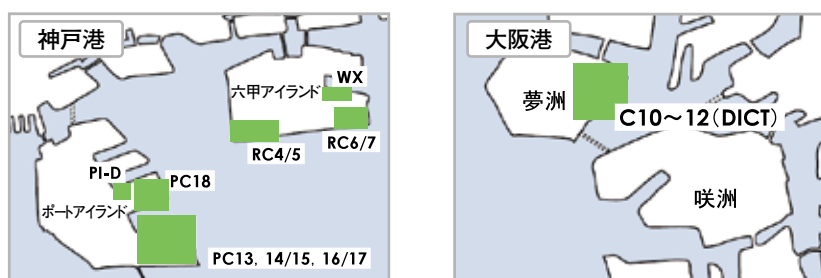 神戸港
WX
六甲アイランド
RC4/5
RC6/7
PI-D
PC18
ポートアイランド
PC13, 14/15, 16/17
大阪港
夢洲
C10～12(DICT)
咲洲